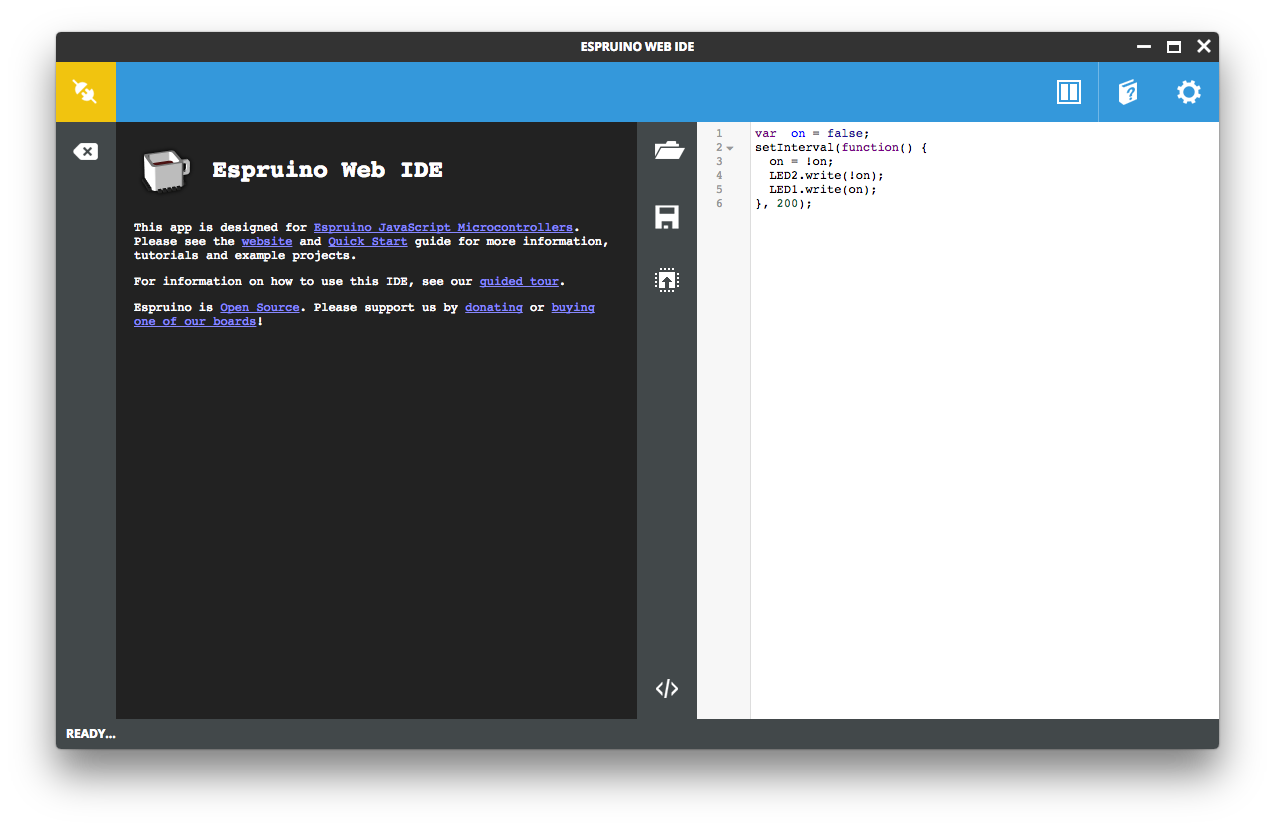 ESPRUINO WEB IDE
Espruino Web IDE
This app is designed for Espruino JavaScript Microcontrollers.
Please see the website and Quick Start guide for more information,
tutorials and example projects.
For information on how to use this IDE, see our guided tour.
Espruino is Open Source. Please support us by donating or buying
one of our boards!
1 var  on = false;
2 setInterval(function() {
3   on = !on;
4   LED2.write(!on);
5   LED1.write(on);
6 }, 200);
READY...